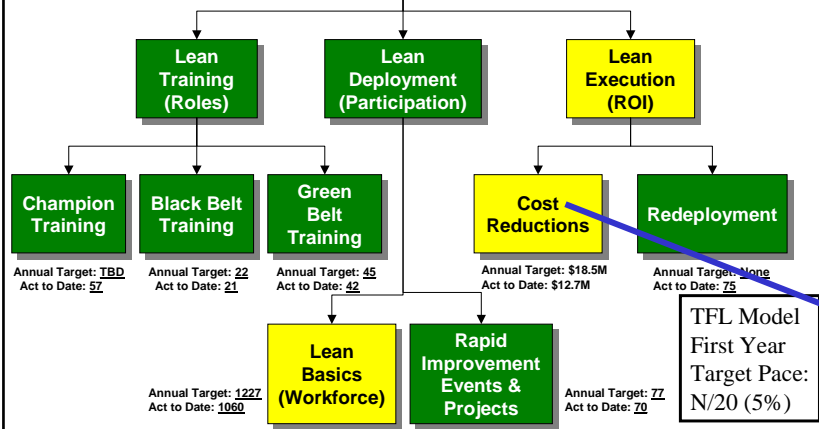 Lean
Training
(Roles)
Lean
Deployment
(Participation)
Lean
Execution
(ROI)
Champion
Training
Annual Target: TBD
Act to Date: 57
Black Belt
Training
Annual Target: 22
Act to Date: 21
Green
Belt
Training
Annual Target: 45
Act to Date: 42
Cost
Reductions
Annual Target: $18.5M
Act to Date: $12.7M
Redeployment
Annual Target: None
Act to Date: 75
Lean
Basics
(Workforce)
Annual Target: 1227
Act to Date: 1060
Rapid
Improvement
Events &
Projects
Annual Target: 77
Act to Date: 70
TFL Model
First Year
Target Pace:
N/20 (5%)